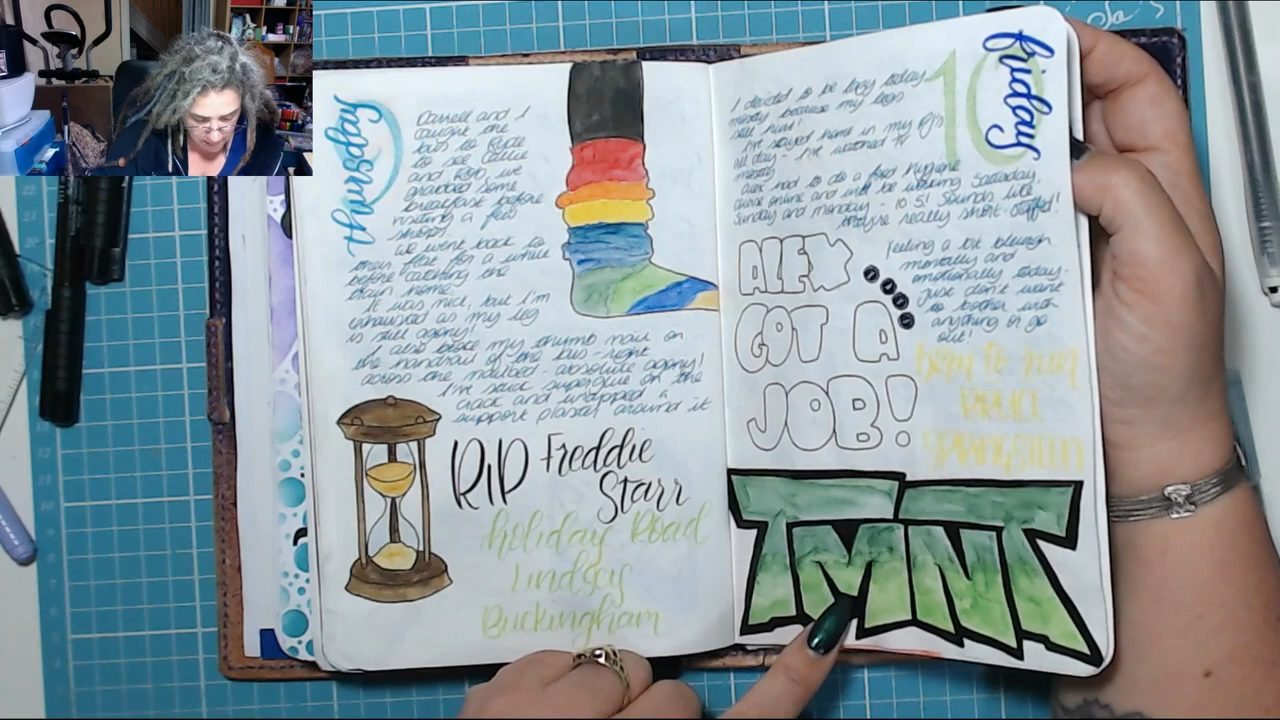 Thursday
Darrell and I
caught the
bus to Ryde
to see Callie
and Rob, we
grabbed some
breakfast before
visiting a few
shops!
We went back to
their flat for a while
before catching the
train home.
It was nice, but I'm
exhausted as my leg
is still agony!
I also broke my thumb nail on
the handrail of the bus - right
across the nailbed - absolute agony!
I've stuck superglue on the
crack and wrapped a
support plaster around it
RIP Freddie
Starr
Holiday Road
Lindsey
Buckingham
Friday
10
I decided to be lazy today
mostly because my legs
still hurt!
I've stayed home in my PJ's
all day - I've watched TV
mostly
Alex had to do a food hygiene
course online and will be working Saturday
Sunday and Monday - 10-5! Sounds like
they're really short-staffed!
ALEX
GOT A
JOB!
Feeling a bit bleurgh
mentally and
emotionally today.
Just don't want
to bother with
anything or go
out!
Born to run
Bruce
Springsteen
TMNT